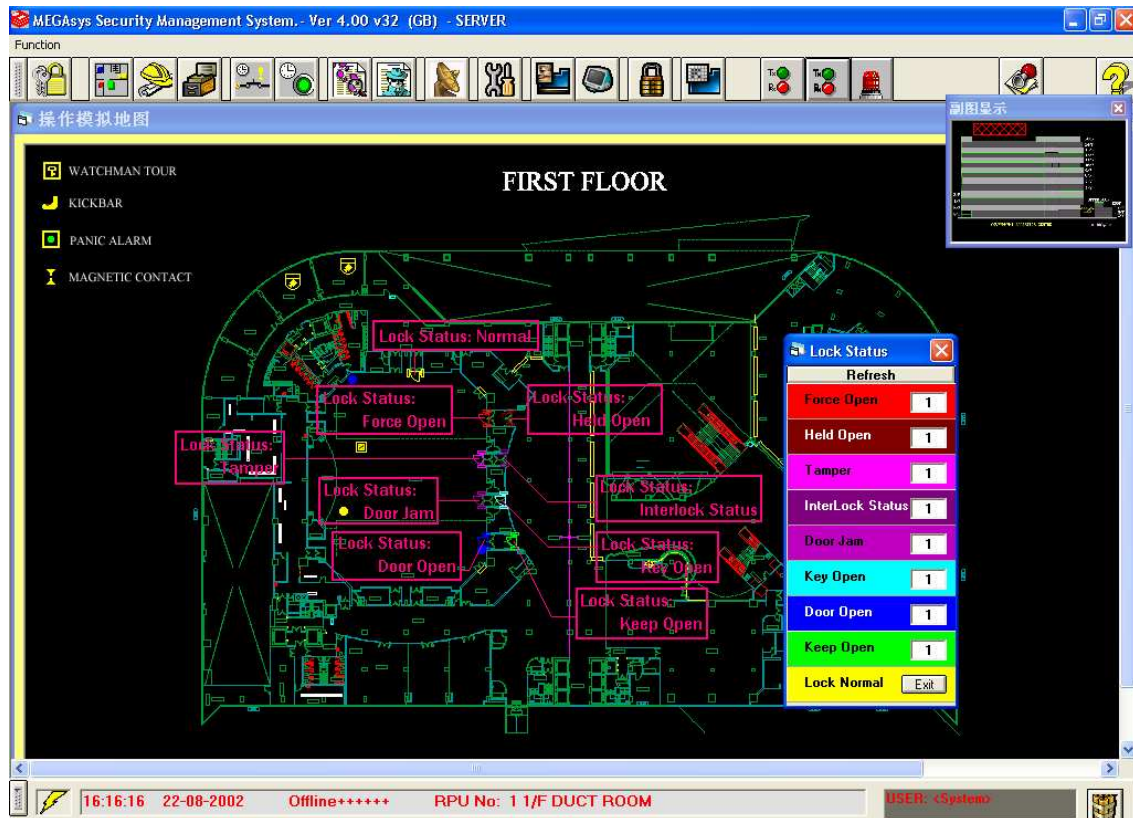 MEGAsys Security Management System.- Ver 4.00 v32 (GB) - SERVER
Function
操作模拟地图
副图显示
WATCHMAN TOUR
KICKBAR
PANIC ALARM
MAGNETIC CONTACT
FIRST FLOOR
Lock Status: Normal
Lock Status:
Force Open
Lock Status:
Held Open
Lock Status:
Tamper
Lock Status:
Door Jam
Lock Status:
Interlock Status
Lock Status:
Door Open
Lock Status:
Key Open
Lock Status:
Keep Open
Lock Status
Refresh
Force Open 1
Held Open 1
Tamper 1
InterLock Status 1
Door Jam 1
Key Open 1
Door Open 1
Keep Open 1
Lock Normal Exit
16:16:16 22-08-2002 Offline++++++ RPU No: 1 1/F DUCT ROOM
USER: <System>